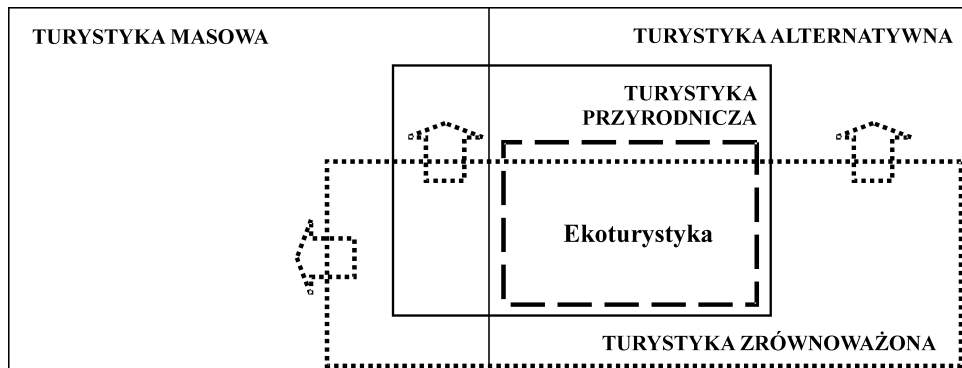 TURYSTYKA MASOWA
TURYSTYKA ALTERNATYWNA
TURYSTYKA
PRZYRODNICZA
Ekoturystyka
TURYSTYKA ZRÓWNOWAŻONA